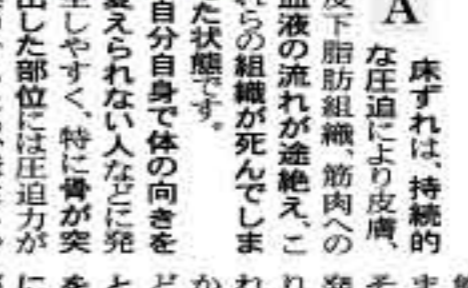 A
床ずれは、持続的
な圧迫により皮膚、
皮下脂肪組織、筋肉への
血液の流れが途絶え、こ
れらの組織が死んでしま
た状態です。
自分自身で体の向きを
変えられない人などに発
生しやすく、特に骨が突
出した部位には圧迫力が